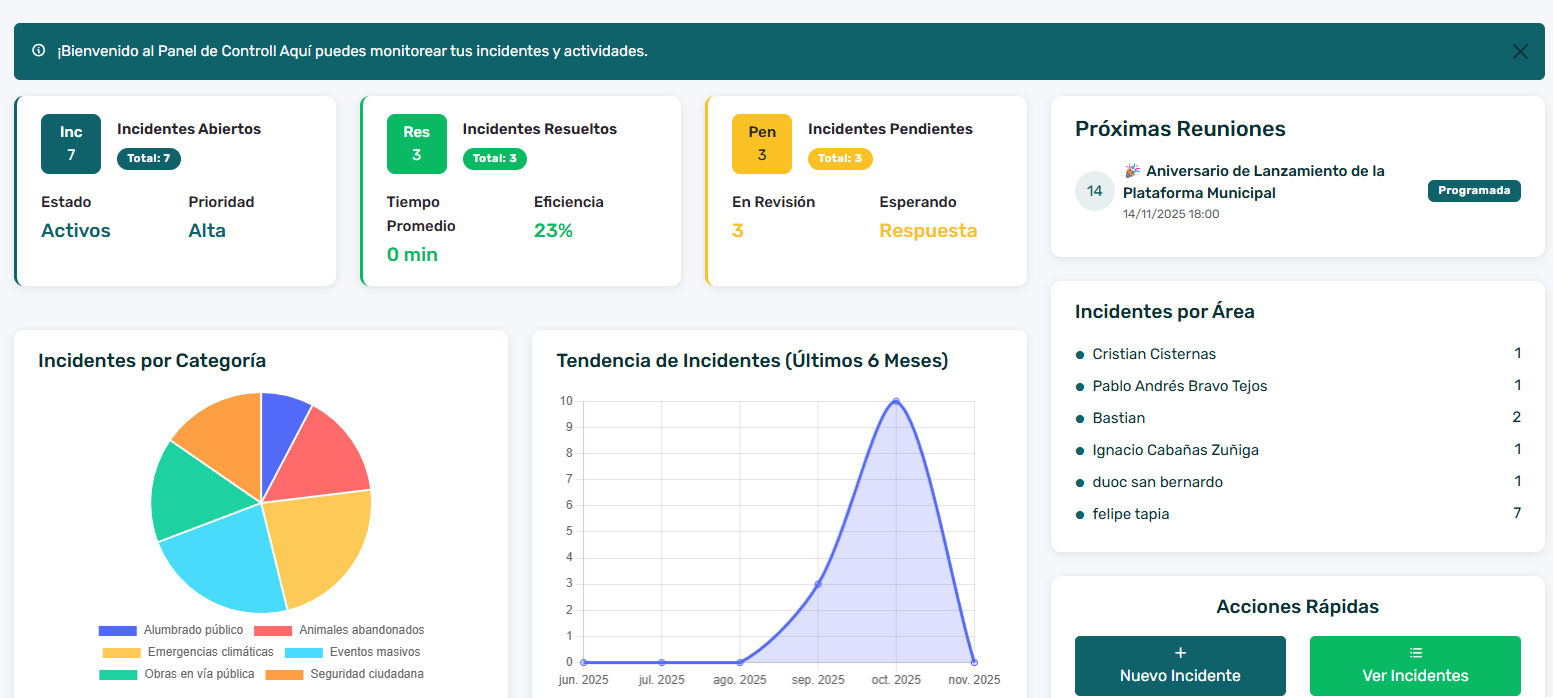 ¡Bienvenido al Panel de Control! Aquí puedes monitorear tus incidentes y actividades.
Inc
7
Incidentes Abiertos
Total: 7
Estado
Activos
Prioridad
Alta
Res
3
Incidentes Resueltos
Total: 3
Tiempo
Promedio
0 min
Eficiencia
23%
Pen
3
Incidentes Pendientes
Total: 3
En Revisión
3
Esperando
Respuesta
Próximas Reuniones
14
🎉 Aniversario de Lanzamiento de la
Plataforma Municipal
14/11/2025 18:00
Programada
Incidentes por Categoría
Alumbrado público
Animales abandonados
Emergencias climáticas
Eventos masivos
Obras en vía pública
Seguridad ciudadana
Tendencia de Incidentes (Últimos 6 Meses)
10
9
8
7
6
5
4
3
2
1
0
jun. 2025 jul. 2025 ago. 2025 sep. 2025 oct. 2025 nov. 2025
Incidentes por Área
Cristian Cisternas 1
Pablo Andrés Bravo Tejos 1
Bastian 2
Ignacio Cabañas Zuñiga 1
duoc san bernardo 1
felipe tapia 7
Acciones Rápidas
Nuevo Incidente
Ver Incidentes